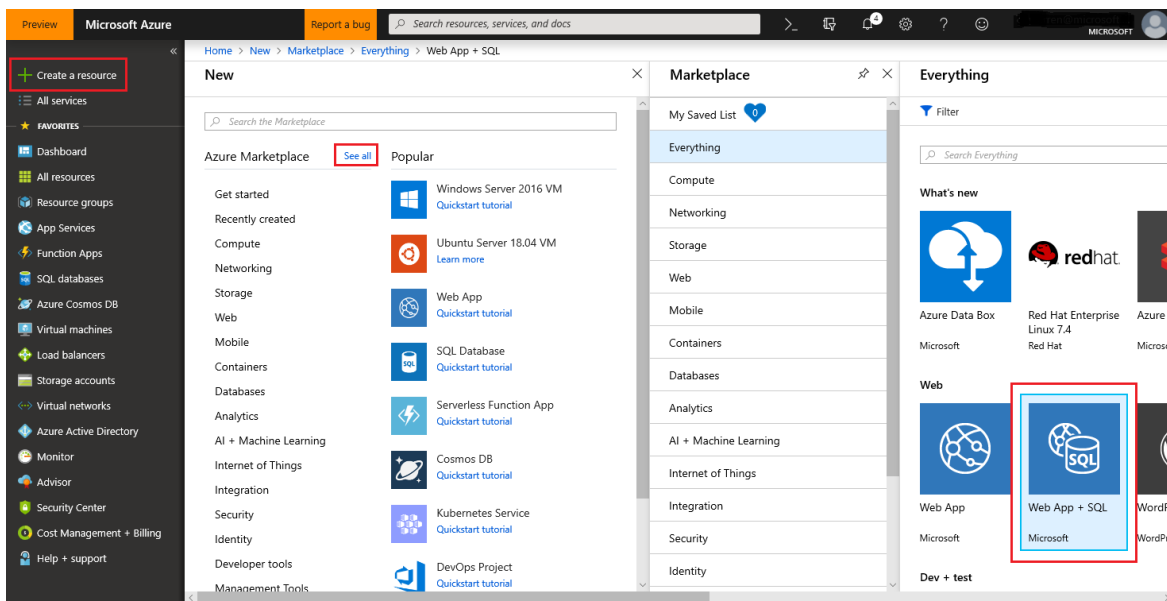 Preview
Microsoft Azure
Report a bug
Search resources, services, and docs
4
MICROSOFT
Home > New > Marketplace > Everything > Web App + SQL
Create a resource
All services
FAVORITES
Dashboard
All resources
Resource groups
App Services
Function Apps
SQL databases
Azure Cosmos DB
Virtual machines
Load balancers
Storage accounts
Virtual networks
Azure Active Directory
Monitor
Advisor
Security Center
Cost Management + Billing
Help + support
New
Search the Marketplace
Azure Marketplace
See all
Popular
Get started
Recently created
Compute
Networking
Storage
Web
Mobile
Containers
Databases
Analytics
AI + Machine Learning
Internet of Things
Integration
Security
Identity
Developer tools
Management Tools
Windows Server 2016 VM
Quickstart tutorial
Ubuntu Server 18.04 VM
Learn more
Web App
Quickstart tutorial
SQL
SQL Database
Quickstart tutorial
Serverless Function App
Quickstart tutorial
Cosmos DB
Quickstart tutorial
Kubernetes Service
Quickstart tutorial
DevOps Project
Quickstart tutorial
Marketplace
My Saved List
0
Everything
Compute
Networking
Storage
Web
Mobile
Containers
Databases
Analytics
AI + Machine Learning
Internet of Things
Integration
Security
Identity
Everything
Filter
Search Everything
What's new
redhat.
Azure Data Box
Microsoft
Red Hat Enterprise
Linux 7.4
Red Hat
Azure
Micros
Web
SQL
Web App
Microsoft
Web App + SQL
Microsoft
WordP
WordPr
Dev + test